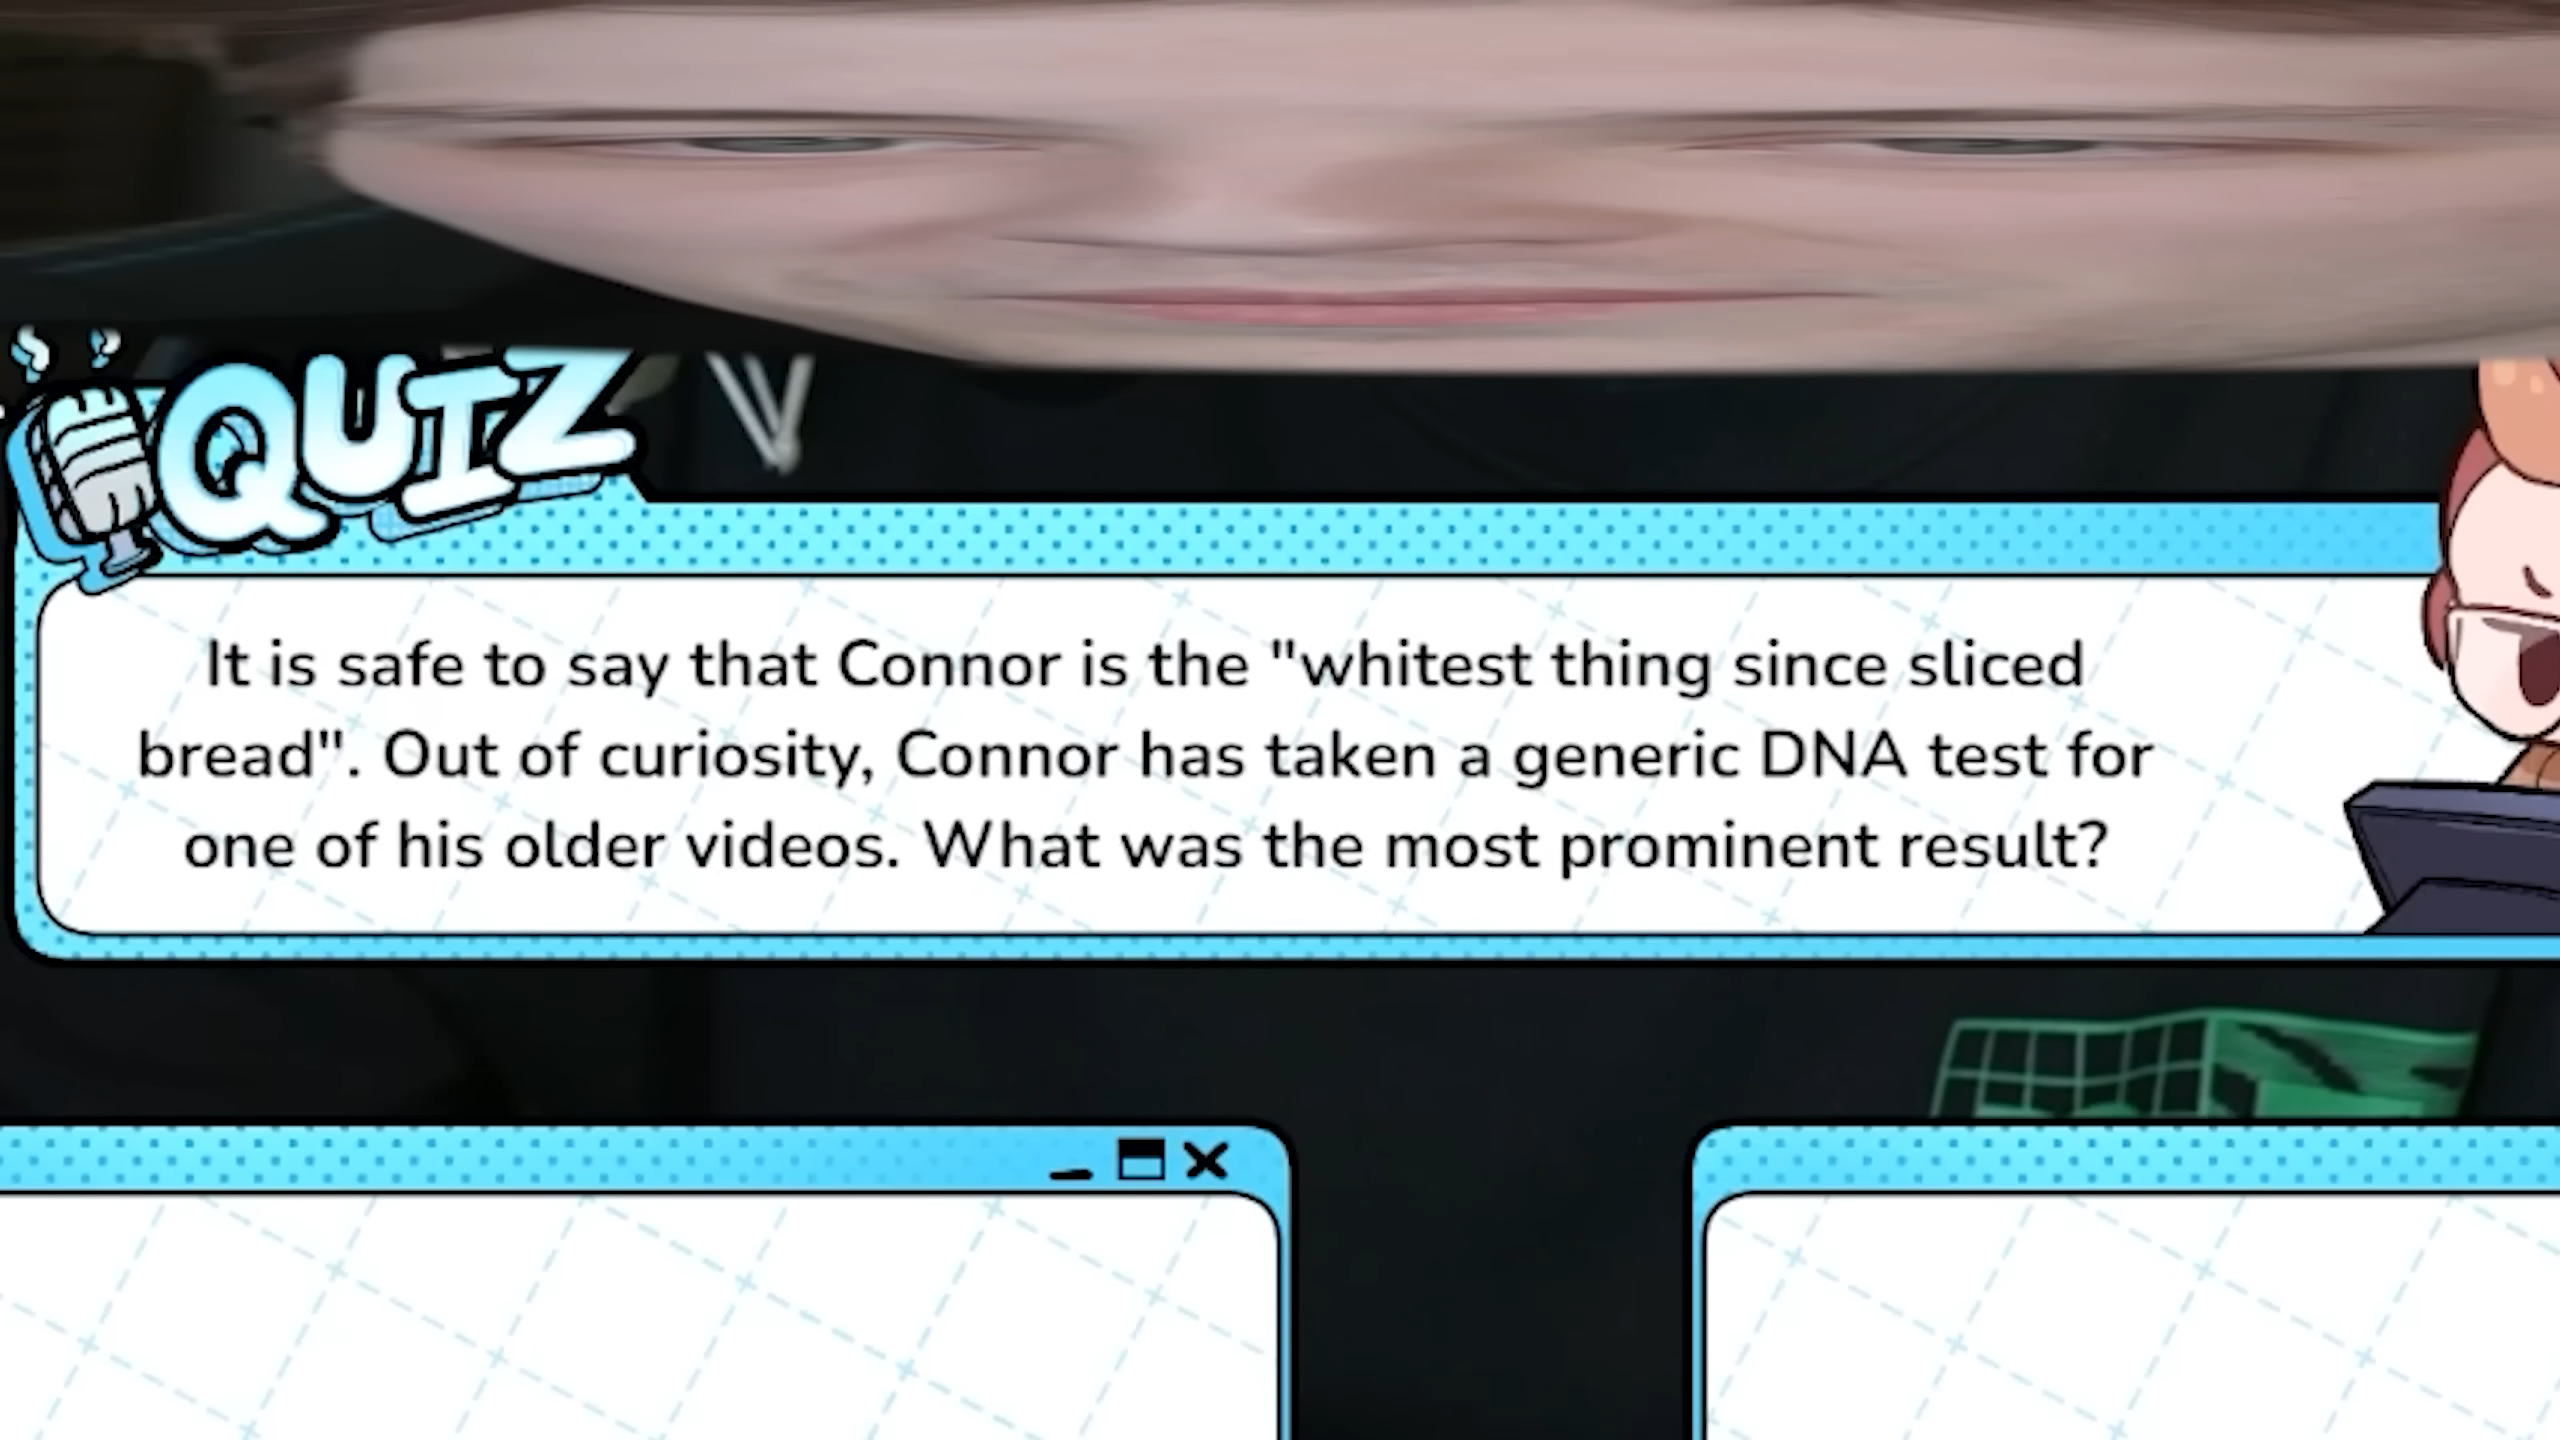 QUIZ
It is safe to say that Connor is the "whitest thing since sliced
bread". Out of curiosity, Connor has taken a generic DNA test for
one of his older videos. What was the most prominent result?